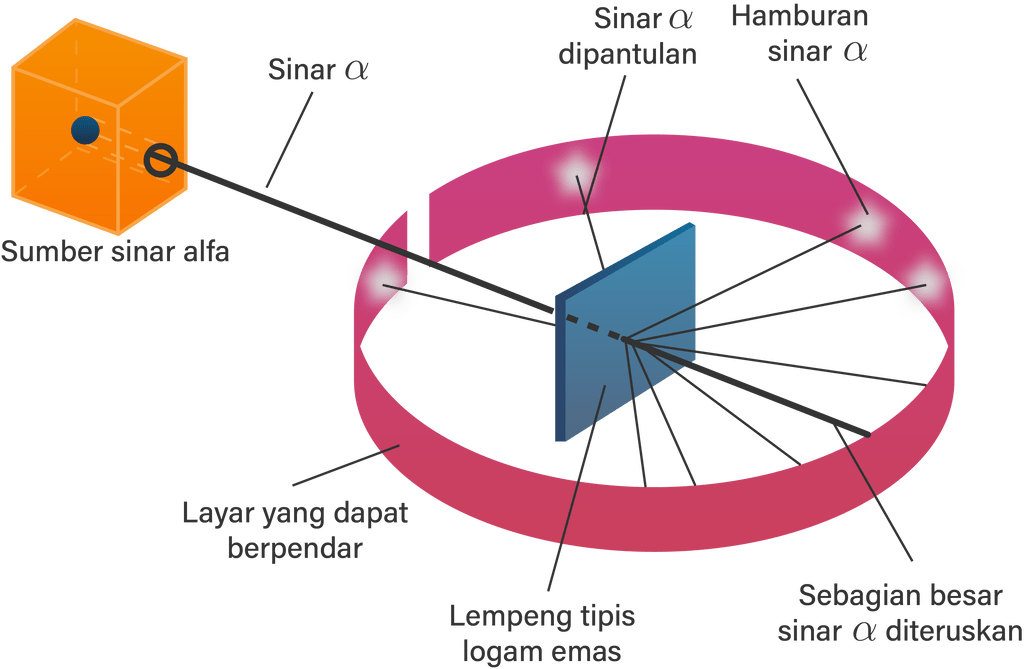 Sinar α
dipantulan
Hamburan
sinar α
Sinar α
Sumber sinar alfa
Layar yang dapat
berpendar
Lempeng tipis
logam emas
Sebagian besar
sinar α diteruskan